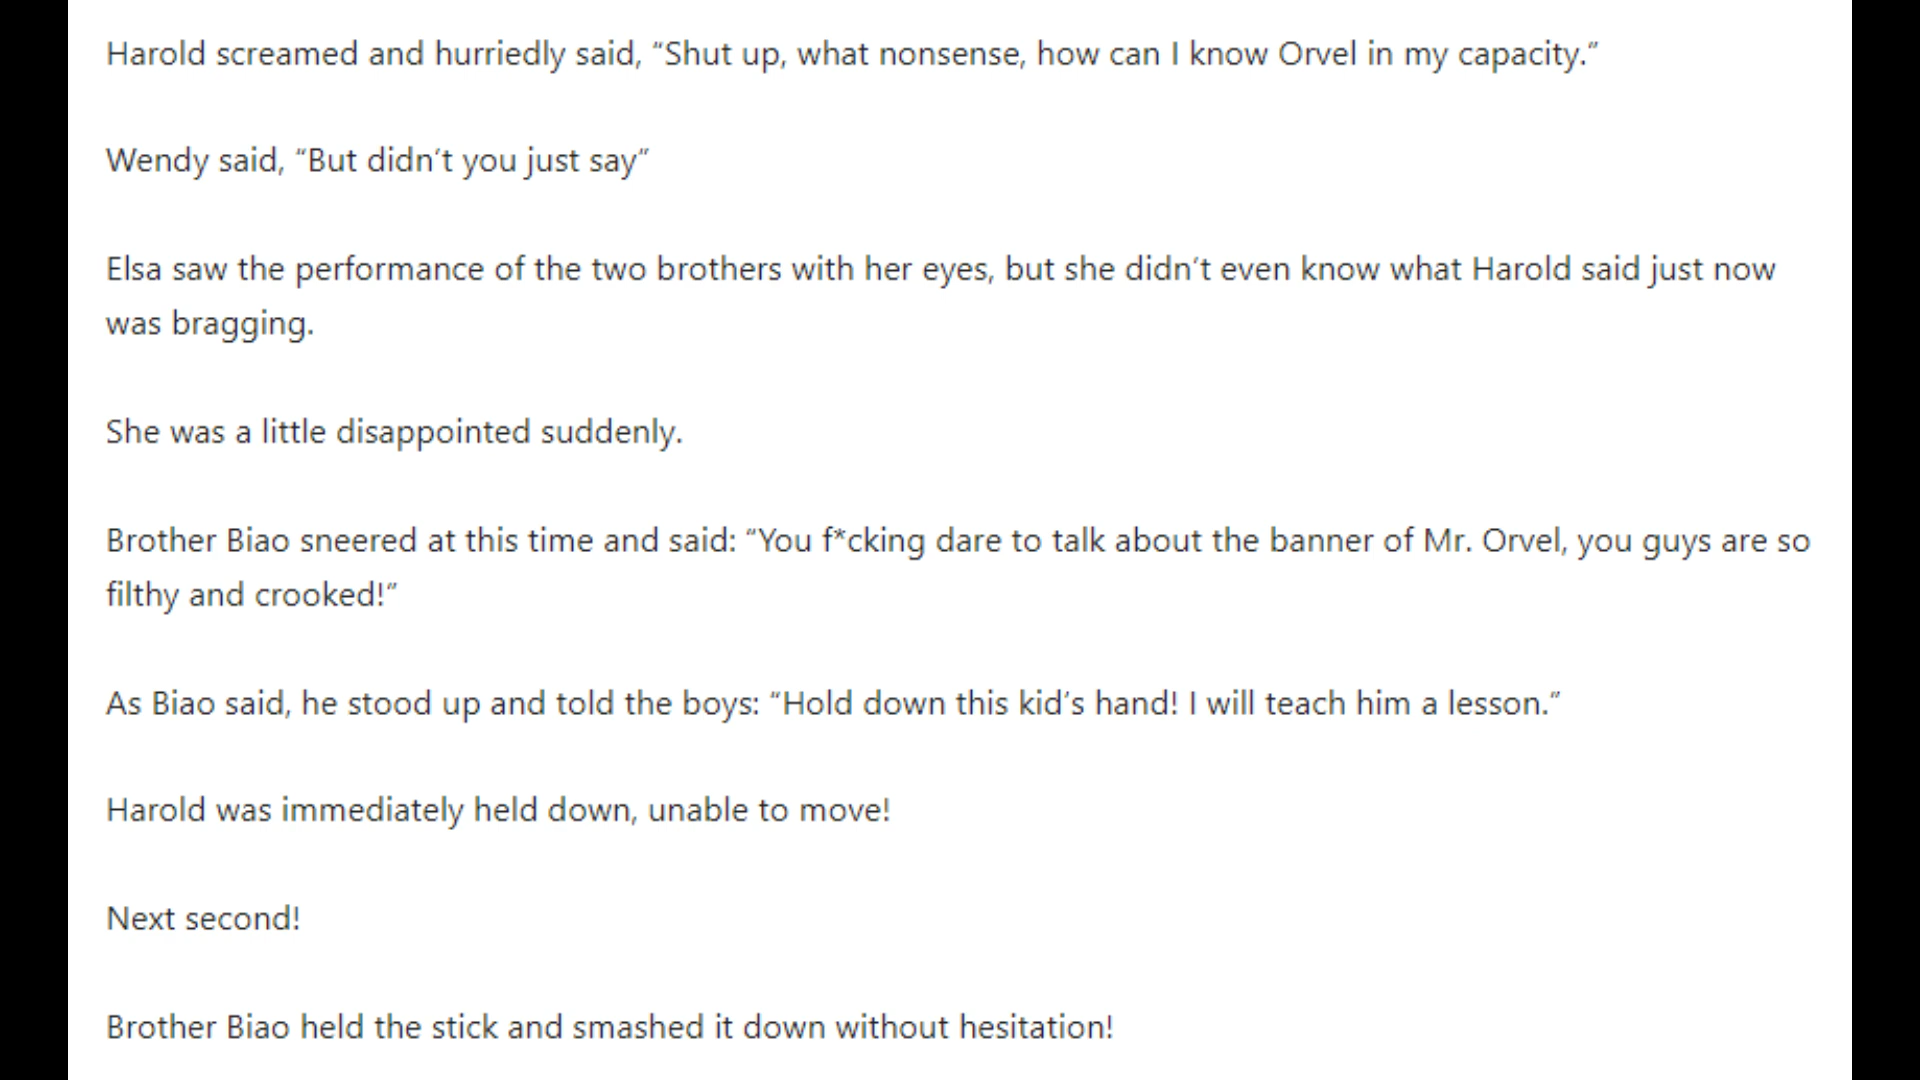 Harold screamed and hurriedly said, “Shut up, what nonsense, how can I know Orvel in my capacity.”
Wendy said, “But didn’t you just say”
Elsa saw the performance of the two brothers with her eyes, but she didn’t even know what Harold said just now
was bragging.
She was a little disappointed suddenly.
Brother Biao sneered at this time and said: “You f*cking dare to talk about the banner of Mr. Orvel, you guys are so
filthy and crooked!”
As Biao said, he stood up and told the boys: “Hold down this kid’s hand! I will teach him a lesson.”
Harold was immediately held down, unable to move!
Next second!
Brother Biao held the stick and smashed it down without hesitation!